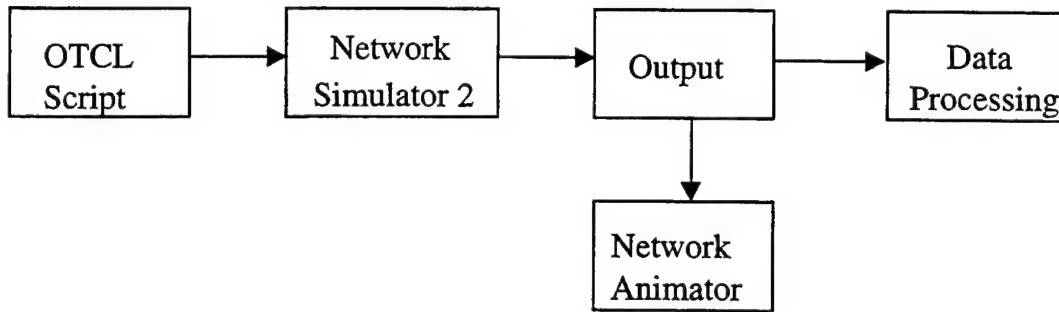 OTCL
Script
Network
Simulator 2
Output
Data
Processing
Network
Animator